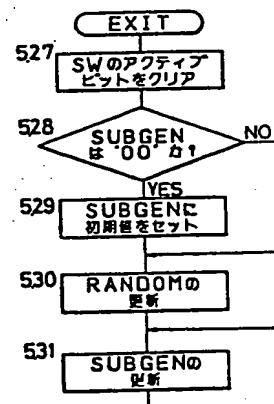 EXIT
527
SWのアクティブ
ビットをクリア
528
SUBGEN
は"00"か?
NO
YES
529
SUBGENに
初期値をセット
530
RANDOMの
更新
531
SUBGENの
更新